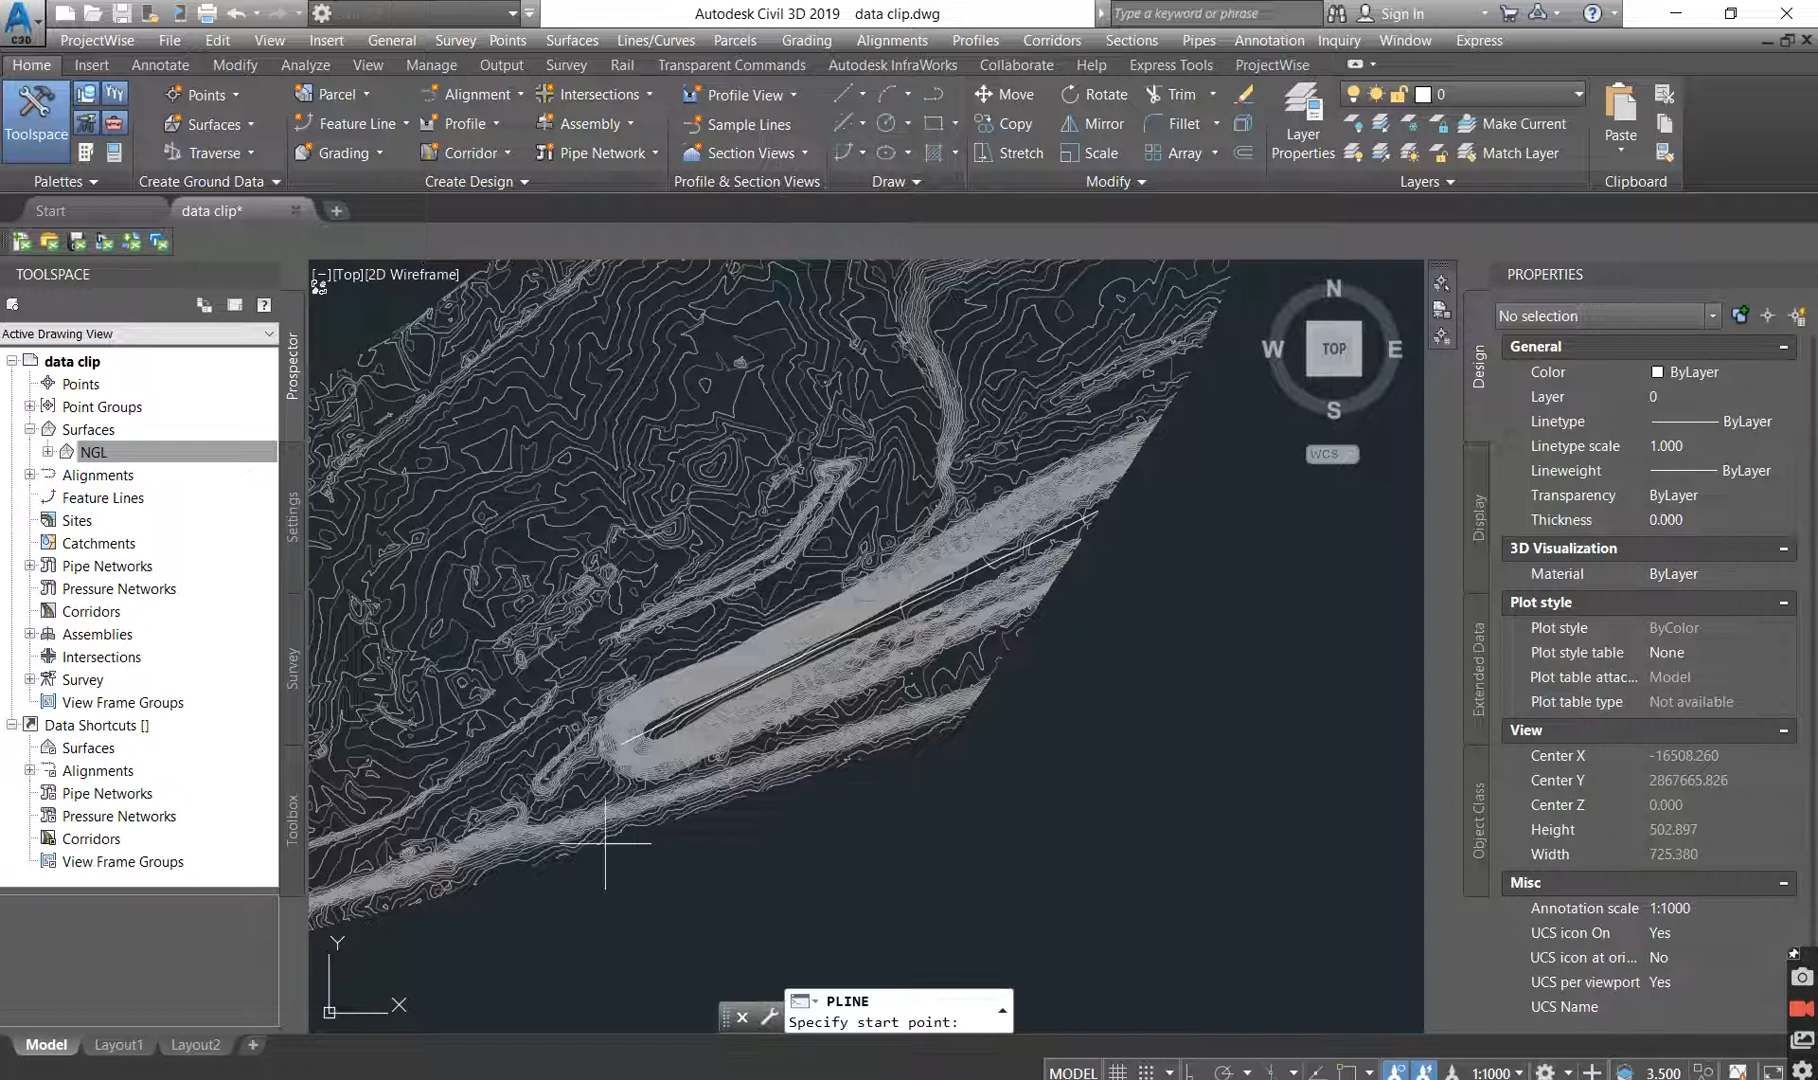 C3D
Autodesk Civil 3D 2019 data clip.dwg
Type a keyword or phrase
Sign In
ProjectWise File Edit View Insert General Survey Points Surfaces Lines/Curves Parcels Grading Alignments Profiles Corridors Sections Pipes Annotation Inquiry Window Express
Home Insert Annotate Modify Analyze View Manage Output Survey Rail Transparent Commands Autodesk InfraWorks Collaborate Help Express Tools ProjectWise
Points Parcel Alignment Intersections Profile View Move Rotate Trim 0
Toolspace Surfaces Feature Line Profile Assembly Sample Lines Copy Mirror Fillet Layer Properties Make Current Paste
Traverse Grading Corridor Pipe Network Section Views Stretch Scale Array Match Layer
Palettes Create Ground Data Create Design Profile & Section Views Draw Modify Layers Clipboard
Start data clip*
TOOLSPACE
Active Drawing View
data clip
Points
Point Groups
Surfaces
NGL
Alignments
Feature Lines
Sites
Catchments
Pipe Networks
Pressure Networks
Corridors
Assemblies
Intersections
Survey
View Frame Groups
Data Shortcuts []
Surfaces
Alignments
Pipe Networks
Pressure Networks
Corridors
View Frame Groups
Prospector
Settings
Survey
Toolbox
[−][Top][2D Wireframe]
N
W TOP E
S
WCS
Y
X
PLINE
Specify start point:
PROPERTIES
No selection
Design
Display
Extended Data
Object Class
General
Color ByLayer
Layer 0
Linetype ByLayer
Linetype scale 1.000
Lineweight ByLayer
Transparency ByLayer
Thickness 0.000
3D Visualization
Material ByLayer
Plot style
Plot style ByColor
Plot style table None
Plot table attac... Model
Plot table type Not available
View
Center X -16508.260
Center Y 2867665.826
Center Z 0.000
Height 502.897
Width 725.380
Misc
Annotation scale 1:1000
UCS icon On Yes
UCS icon at ori... No
UCS per viewport Yes
UCS Name
Model Layout1 Layout2
MODEL 1:1000 3.500